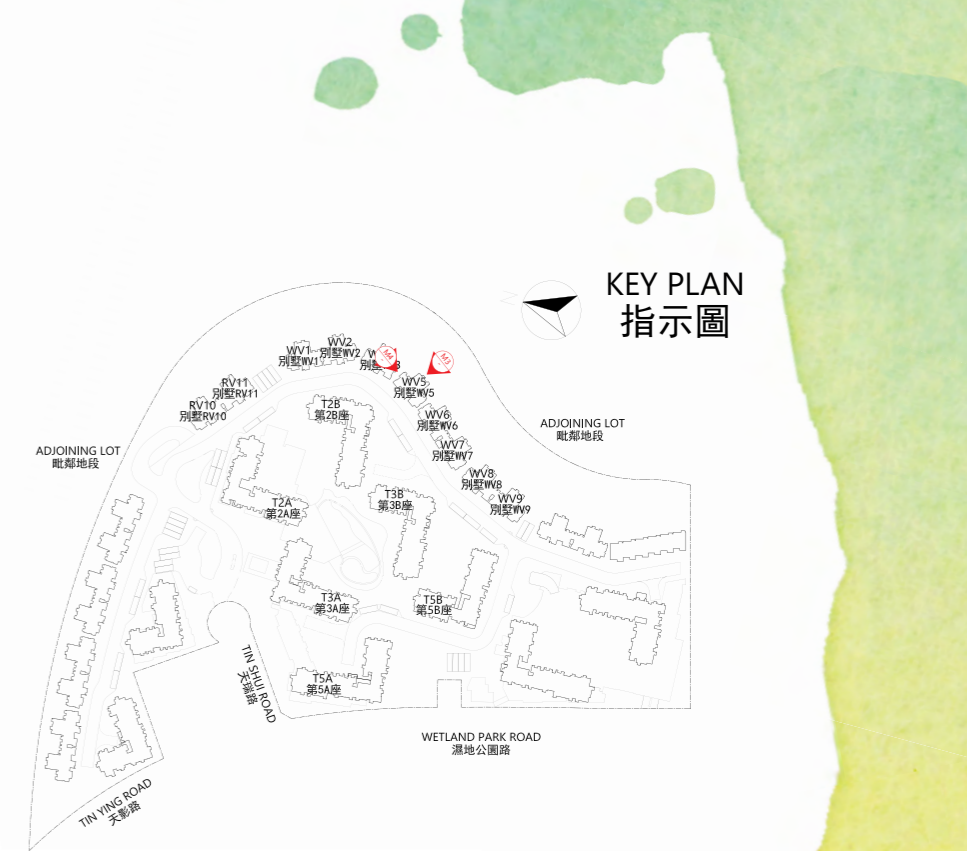 KEY PLAN
指示圖
WV2
別墅WV2
WV1
別墅WV1
M4
M3
WV5
別墅WV5
RV11
別墅RV11
RV10
別墅RV10
T2B
第2B座
WV6
別墅WV6
ADJOINING LOT
毗鄰地段
WV7
別墅WV7
ADJOINING LOT
毗鄰地段
WV8
別墅WV8
T3B
第3B座
WV9
別墅WV9
T2A
第2A座
T3A
第3A座
T5B
第5B座
TIN SHUI ROAD
天瑞路
T5A
第5A座
WETLAND PARK ROAD
濕地公園路
TIN YING ROAD
天影路